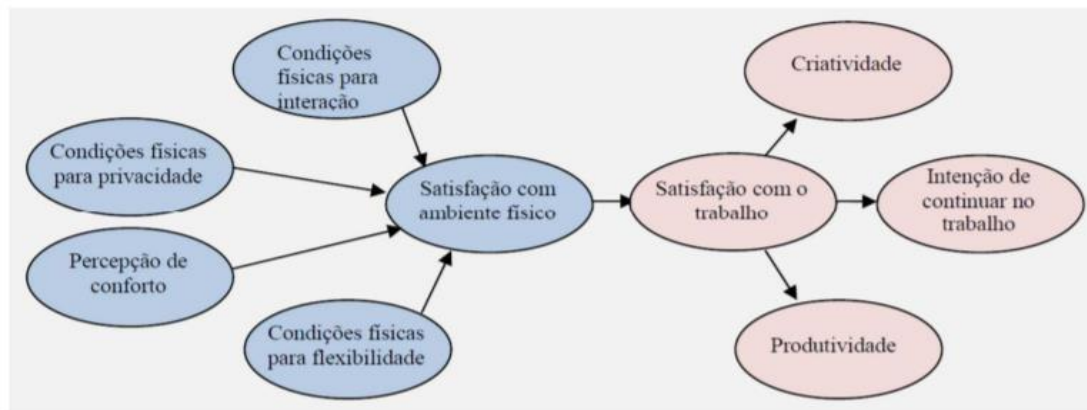 Condições
físicas para
interação
Condições físicas
para privacidade
Percepção de
conforto
Condições físicas
para flexibilidade
Satisfação com
ambiente físico
Satisfação com o
trabalho
Criatividade
Intenção de
continuar no
trabalho
Produtividade